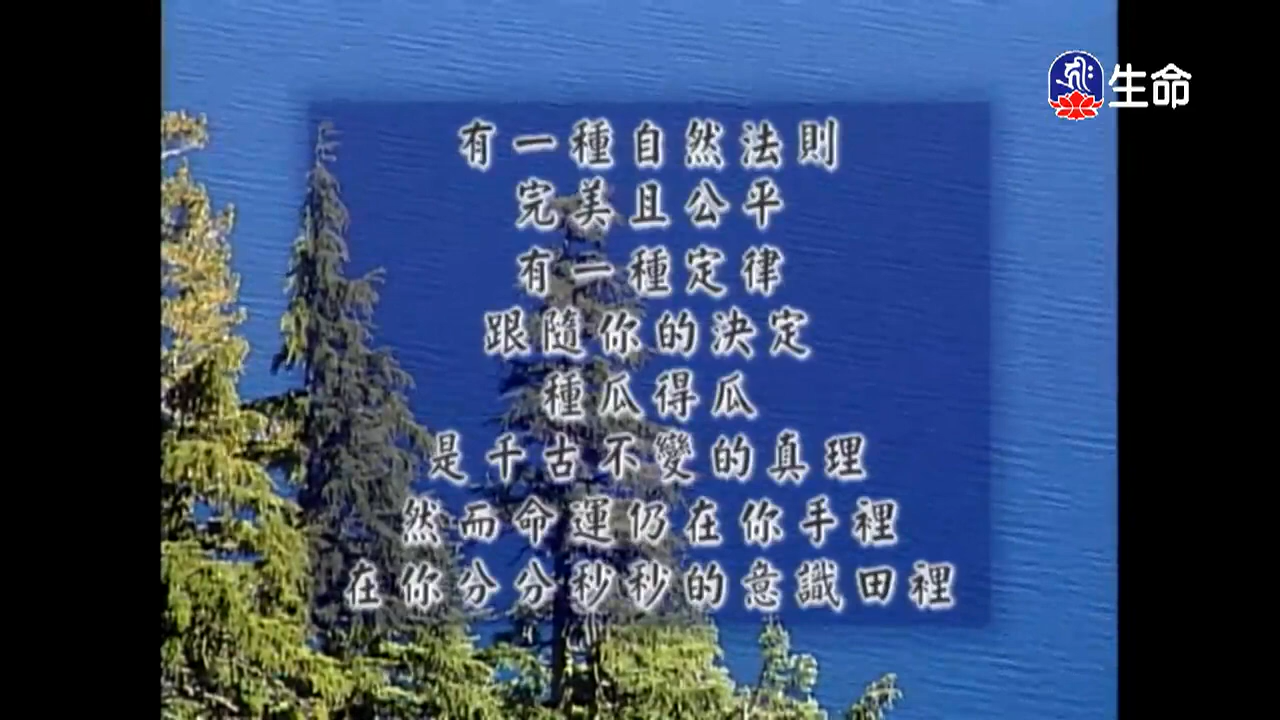 生命
有一種自然法則
完美且公平
有一種定律
跟隨你的決定
種瓜得瓜
是千古不變的真理
然而命運仍在你手裡
在你分分秒秒的意識田裡